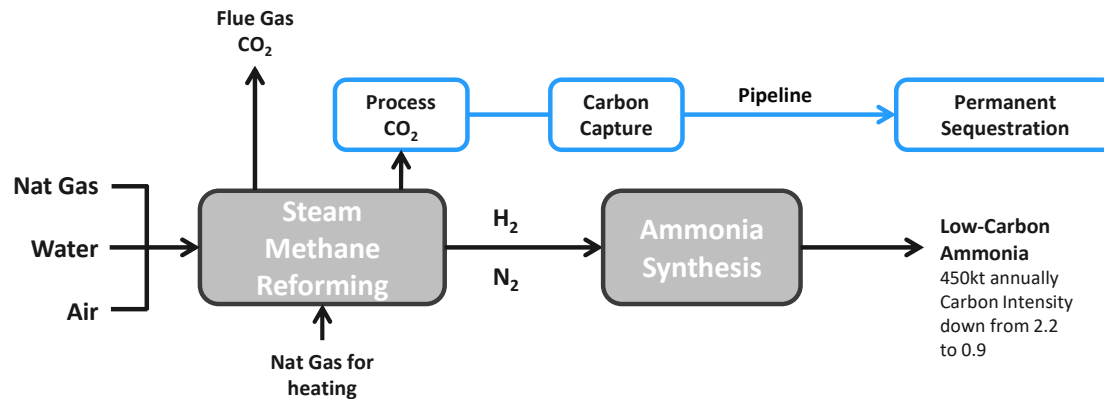 Flue Gas
CO₂
Process
CO₂
Carbon
Capture
Pipeline
Permanent
Sequestration
Nat Gas
Water
Air
Steam
Methane
Reforming
H₂
N₂
Ammonia
Synthesis
Low-Carbon
Ammonia
450kt annually
Carbon Intensity
down from 2.2
to 0.9
Nat Gas for
heating